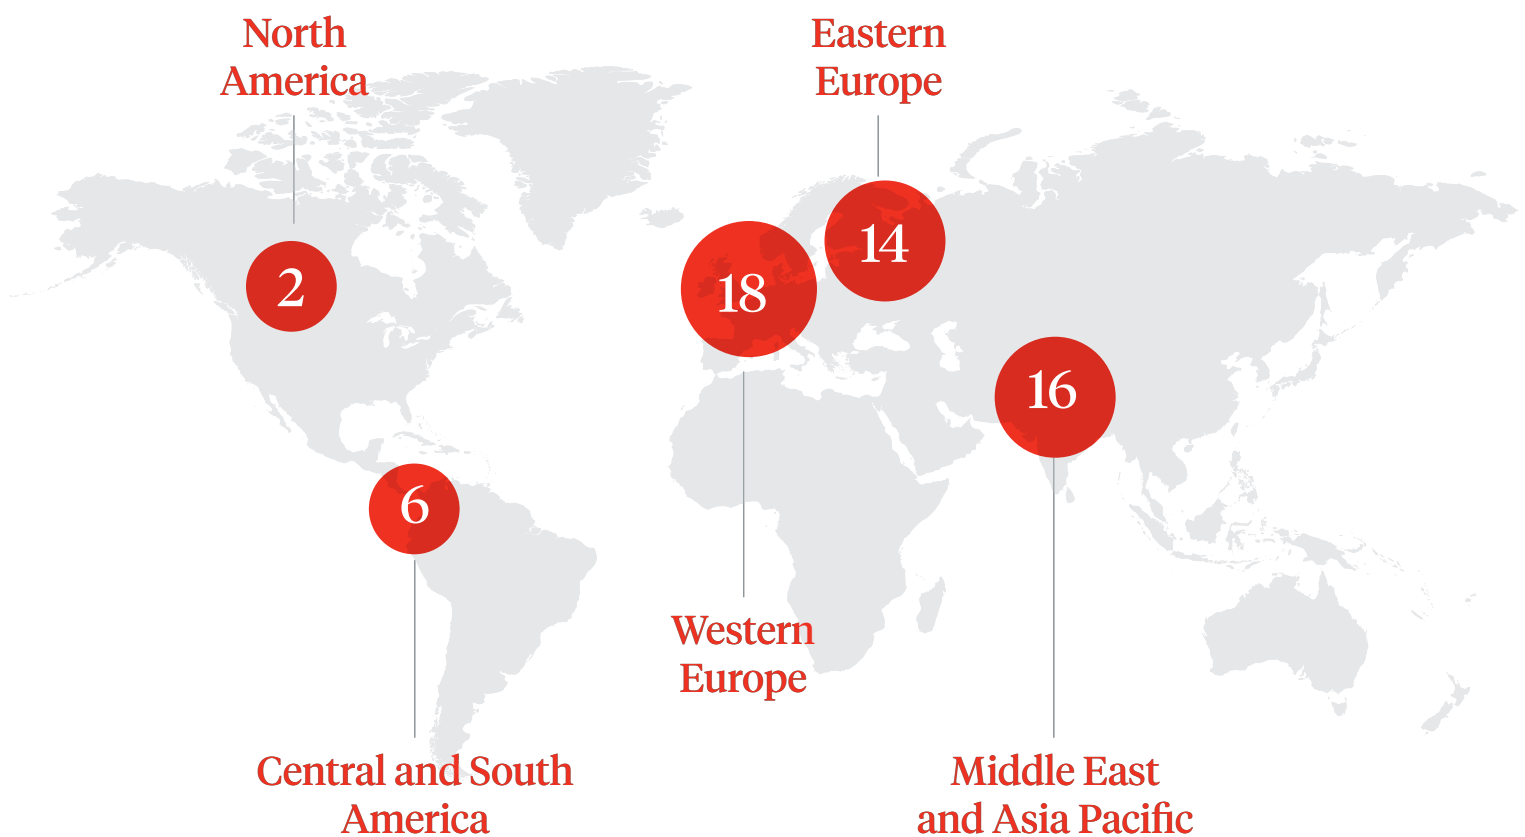 North
America
Eastern
Europe
2
18
14
16
6
Western
Europe
Central and South
America
Middle East
and Asia Pacific